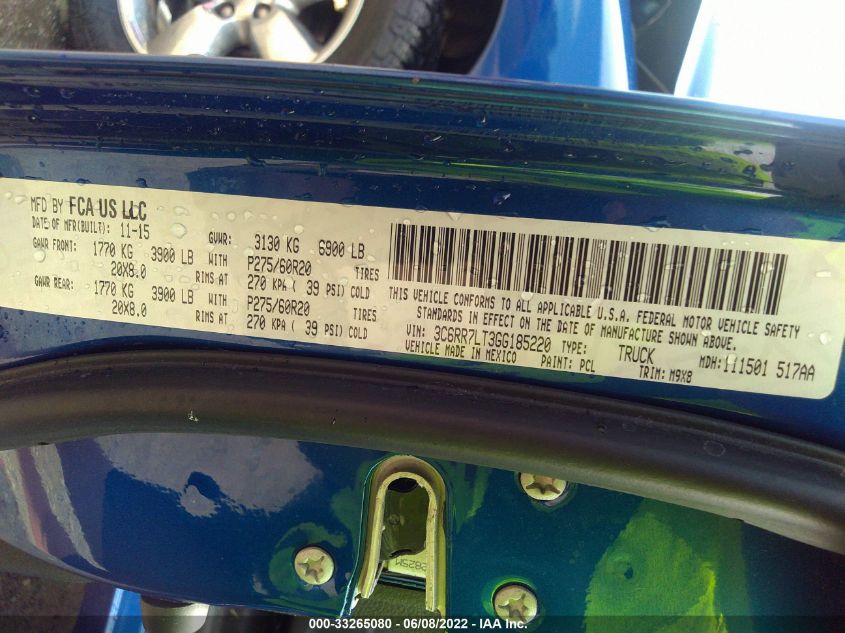 MFD BY FCA US LLC
DATE OF MFR(BUILT): 11-15 GVWR: 3130 KG 6900 LB
GAWR FRONT: 1770 KG 3900 LB WITH P275/60R20 TIRES
20X8.0 RIMS AT 270 KPA ( 39 PSI) COLD
GAWR REAR: 1770 KG 3900 LB WITH P275/60R20 TIRES
20X8.0 RIMS AT 270 KPA ( 39 PSI) COLD
THIS VEHICLE CONFORMS TO ALL APPLICABLE U.S.A. FEDERAL MOTOR VEHICLE SAFETY
STANDARDS IN EFFECT ON THE DATE OF MANUFACTURE SHOWN ABOVE.
VIN: 3C6RR7LT3GG185220 TYPE: TRUCK MDH: 111501 517AA
VEHICLE MADE IN MEXICO PAINT: PCL TRIM: M9X8
2825M
000-33265080 - 06/08/2022 - IAA Inc.